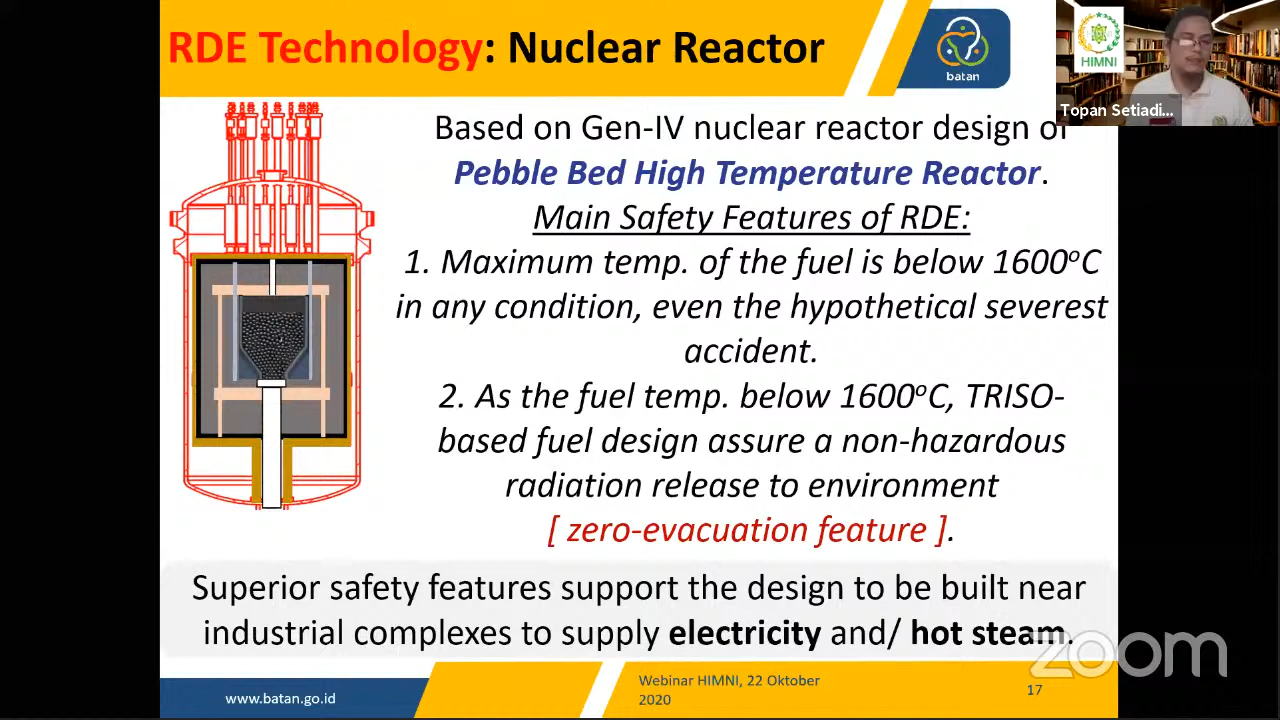 RDE Technology: Nuclear Reactor
batan
HIMNI
Topan Setiadi...
Based on Gen-IV nuclear reactor design of
Pebble Bed High Temperature Reactor.
Main Safety Features of RDE:
1. Maximum temp. of the fuel is below 1600°C
in any condition, even the hypothetical severest
accident.
2. As the fuel temp. below 1600°C, TRISO-
based fuel design assure a non-hazardous
radiation release to environment
[ zero-evacuation feature ].
Superior safety features support the design to be built near
industrial complexes to supply electricity and/ hot steam.
zoom
www.batan.go.id
Webinar HIMNI, 22 Oktober
2020
17